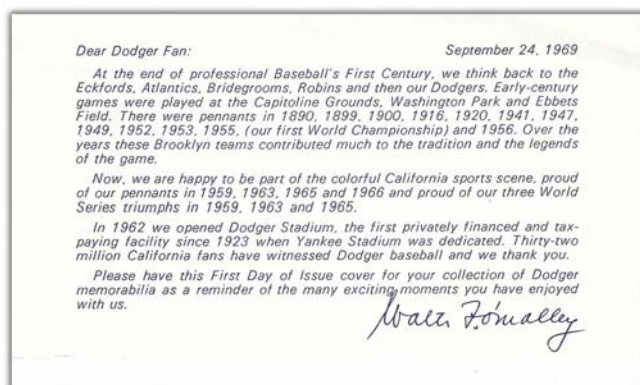 Dear Dodger Fan: September 24, 1969
At the end of professional Baseball's First Century, we think back to the
Eckfords, Atlantics, Bridegrooms, Robins and then our Dodgers. Early-century
games were played at the Capitoline Grounds, Washington Park and Ebbets
Field. There were pennants in 1890, 1899, 1900, 1916, 1920, 1941, 1947,
1949, 1952, 1953. 1955, (our first World Championship) and 1956. Over the
years these Brooklyn teams contributed much to the tradition and the legends
of the game.
Now, we are happy to be part of the colorful California sports scene, proud
of our pennants in 1959, 1963, 1965 and 1966 and proud of our three World
Series triumphs in 1959, 1963 and 1965.
In 1962 we opened Dodger Stadium, the first privately financed and tax-
paying facility since 1923 when Yankee Stadium was dedicated. Thirty-two
million California fans have witnessed Dodger baseball and we thank you.
Please have this First Day of Issue cover for your collection of Dodger
memorabilia as a reminder of the many exciting moments you have enjoyed
with us.
Walter F. O'Malley